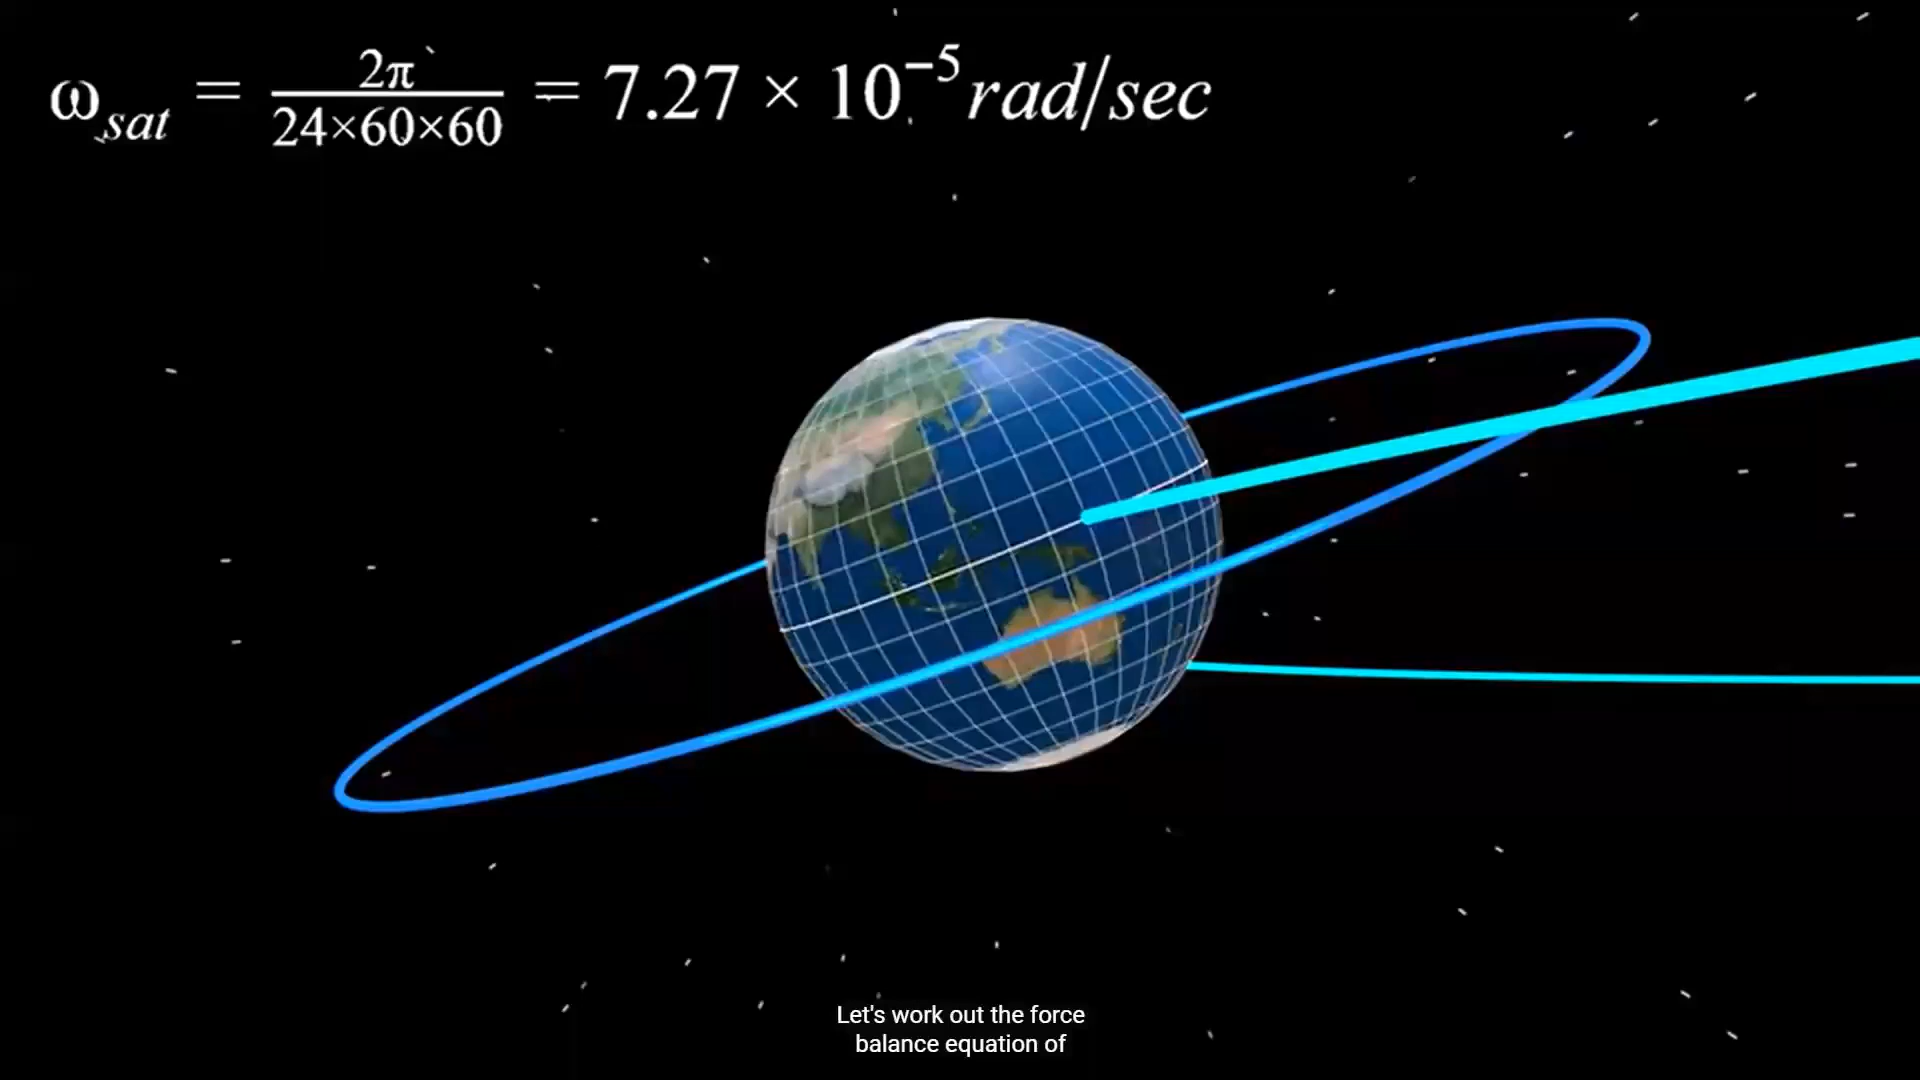 ω_sat = 2π / 24×60×60 = 7.27 × 10⁻⁵ rad/sec
Let's work out the force
balance equation of